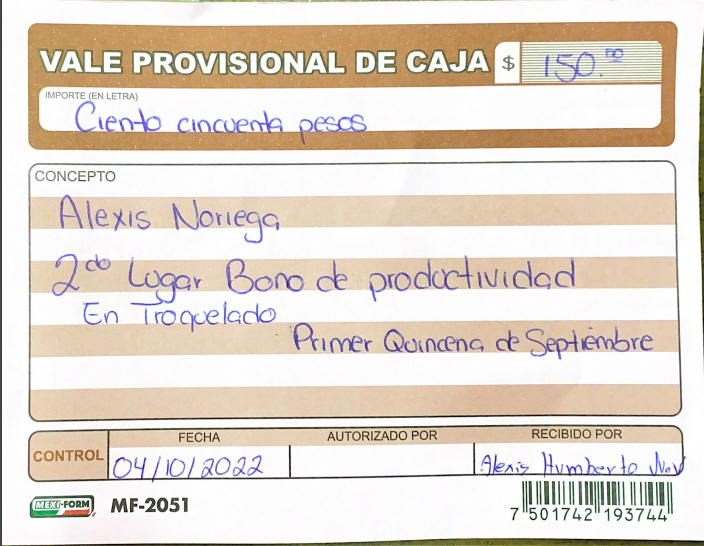 VALE PROVISIONAL DE CAJA $ 150.00
IMPORTE (EN LETRA)
Ciento cincuenta pesos
CONCEPTO
Alexis Noriega
2do Lugar Bono de productividad
En Troquelado
Primer Quincena de Septiembre
CONTROL
FECHA AUTORIZADO POR RECIBIDO POR
04/10/2022 Alexis Humberto
MEXI-FORM MF-2051
7 501742 193744